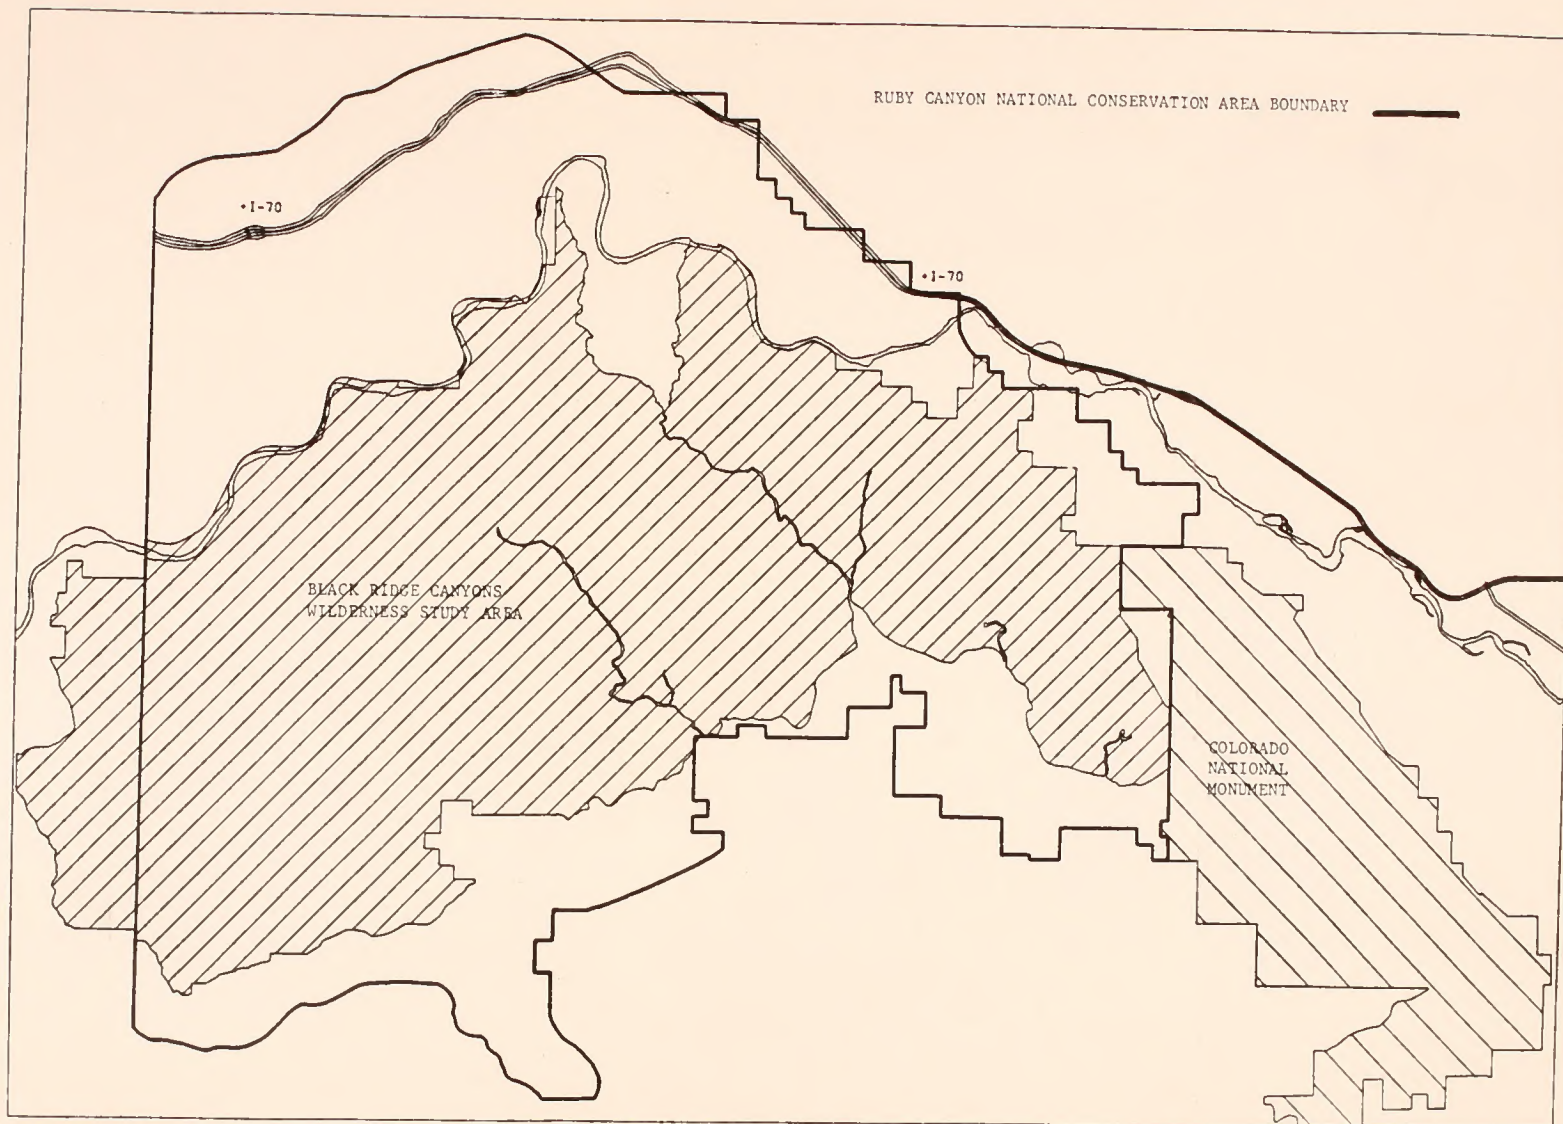 RUBY CANYON NATIONAL CONSERVATION AREA BOUNDARY
•I-70
•I-70
BLACK RIDGE CANYONS
WILDERNESS STUDY AREA
COLORADO
NATIONAL
MONUMENT